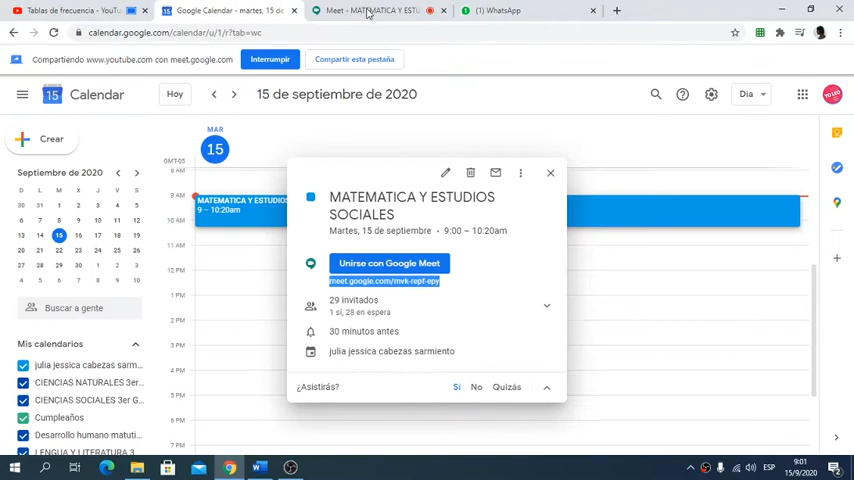 Tablas de frecuencia - YouTu
Google Calendar - martes, 15 de
Meet - MATEMATICA Y ESTU
(1) WhatsApp
calendar.google.com/calendar/u/1/r?tab=wc
Compartiendo www.youtube.com con meet.google.com
Interrumpir
Compartir esta pestaña
15
Calendar
Hoy
15 de septiembre de 2020
Día
TO LEO
Crear
MAR
15
GMT-05
Septiembre de 2020
D L M X J V S
30 31 1 2 3 4 5
6 7 8 9 10 11 12
13 14 15 16 17 18 19
20 21 22 23 24 25 26
27 28 29 30 1 2 3
4 5 6 7 8 9 10
Buscar a gente
Mis calendarios
julia jessica cabezas sarm...
CIENCIAS NATURALES 3er...
CIENCIAS SOCIALES 3er G...
Cumpleaños
Desarrollo humano matuti...
LENGUA Y LITERATURA 3
8 AM
9 AM
10 AM
11 AM
12 PM
1 PM
2 PM
3 PM
4 PM
5 PM
6 PM
7 PM
MATEMATICA Y ESTUDIOS
9 – 10:20am
MATEMATICA Y ESTUDIOS
SOCIALES
Martes, 15 de septiembre • 9:00 – 10:20am
Unirse con Google Meet
meet.google.com/mvk-repf-epy
29 invitados
1 sí, 28 en espera
30 minutos antes
julia jessica cabezas sarmiento
¿Asistirás?
Sí
No
Quizás
ESP
9:01
15/9/2020
2